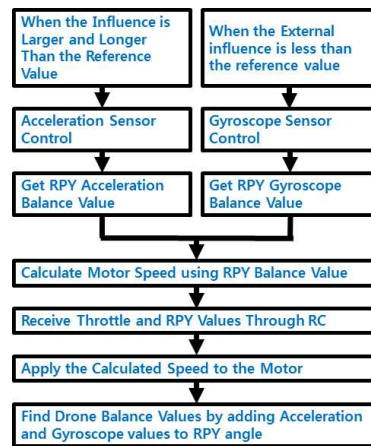 When the Influence is
Larger and Longer
Than the Reference
Value
When the External
influence is less than
the reference value
Acceleration Sensor
Control
Gyroscope Sensor
Control
Get RPY Acceleration
Balance Value
Get RPY Gyroscope
Balance Value
Calculate Motor Speed using RPY Balance Value
Receive Throttle and RPY Values Through RC
Apply the Calculated Speed to the Motor
Find Drone Balance Values by adding Acceleration
and Gyroscope values to RPY angle